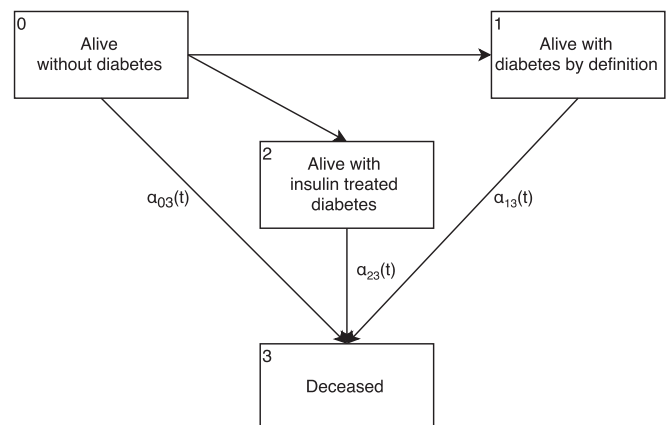 0
Alive
without diabetes
1
Alive with
diabetes by definition
2
Alive with
insulin treated
diabetes
α03(t)
α13(t)
α23(t)
3
Deceased